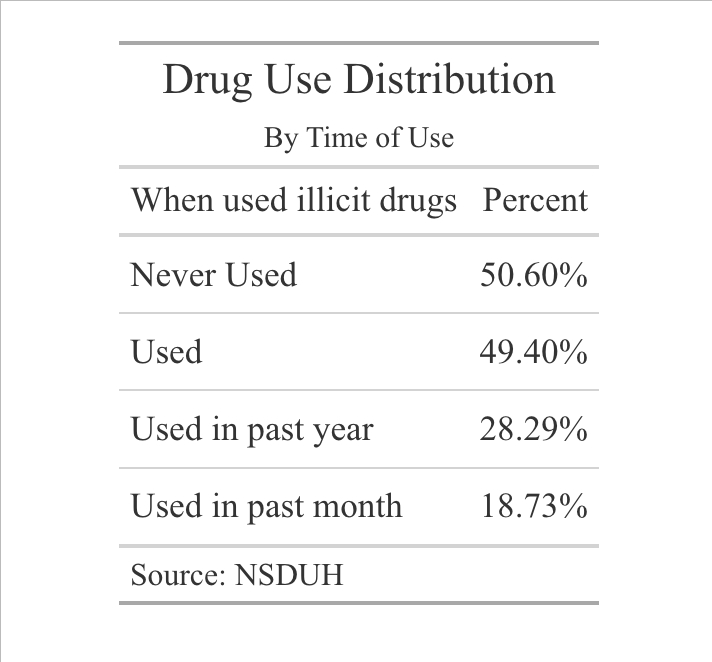 Drug Use Distribution
By Time of Use
When used illicit drugs Percent
Never Used 50.60%
Used 49.40%
Used in past year 28.29%
Used in past month 18.73%
Source: NSDUH